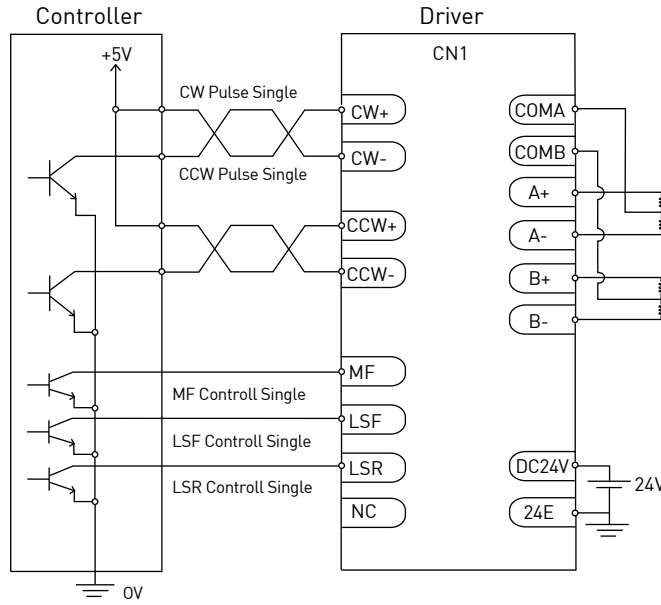 Controller
Driver
+5V
CN1
CW Pulse Single
CW+
COMA
CW-
COMB
CCW Pulse Single
A+
CCW+
A-
CCW-
B+
B-
MF
MF Controll Single
LSF
LSF Controll Single
LSR
DC24V
LSR Controll Single
24V
NC
24E
0V